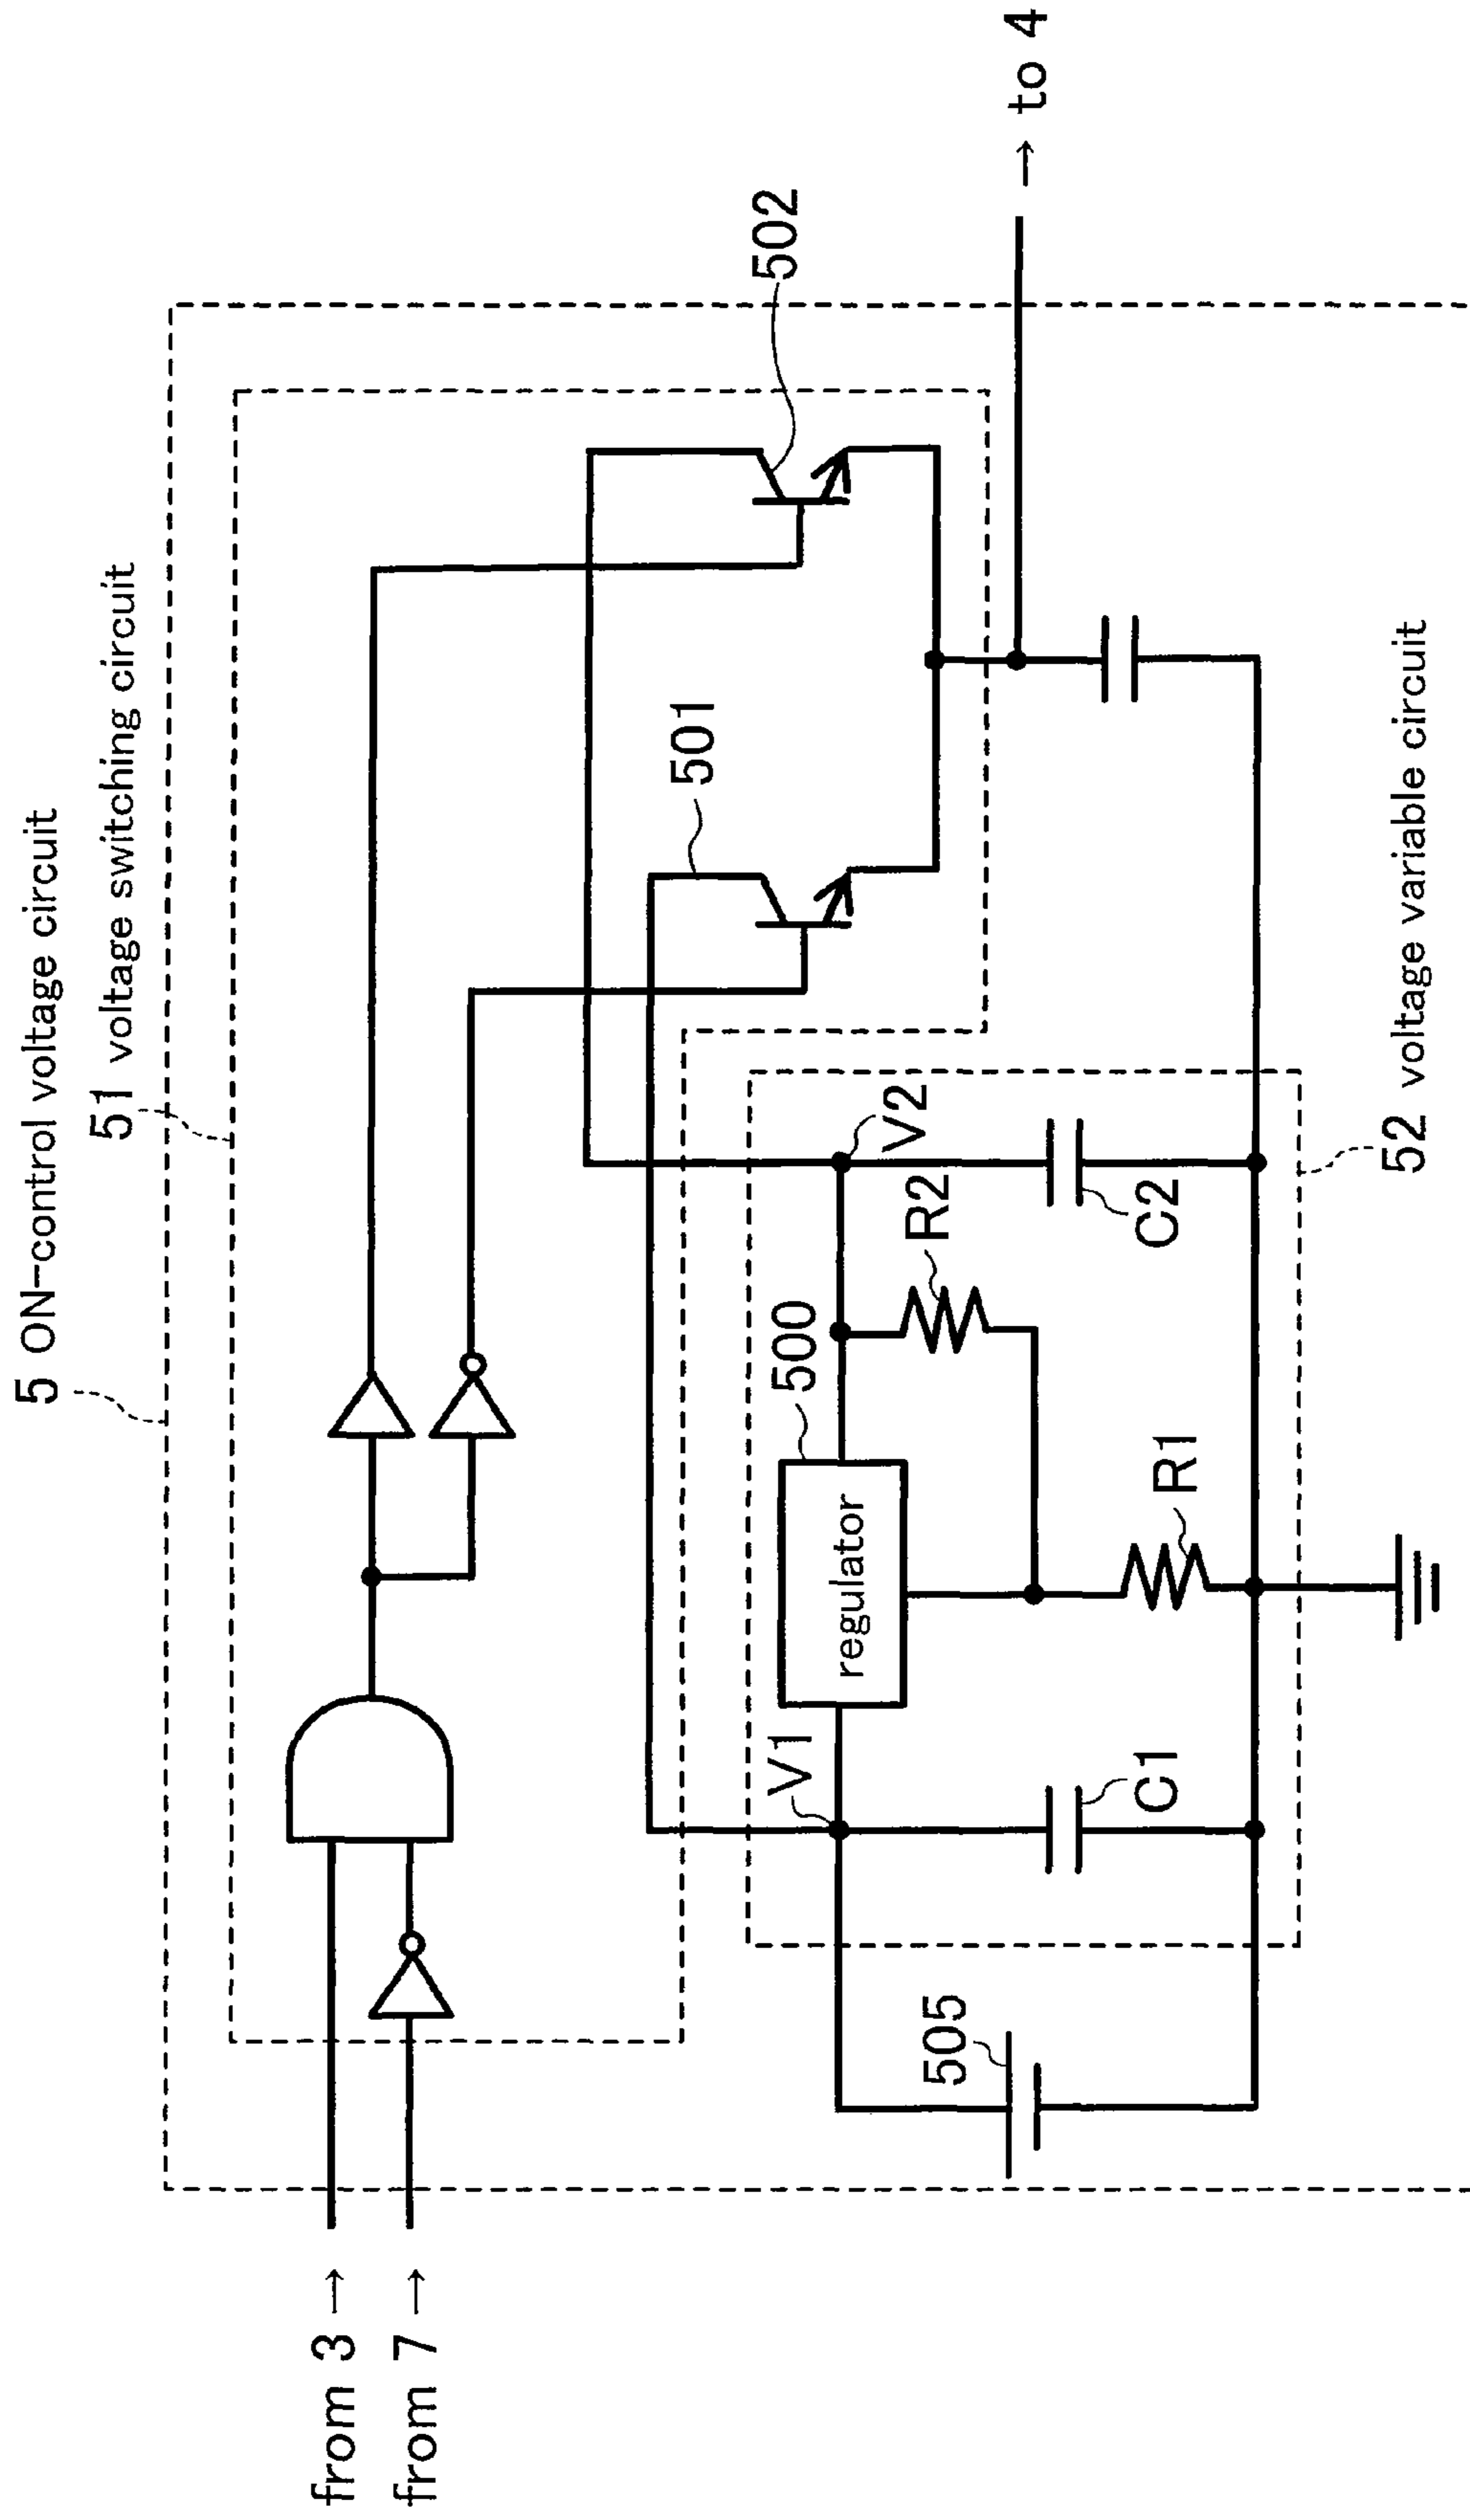 5 ON-control voltage circuit
51 voltage switching circuit
from 3 →
from 7 →
501
502
→ to 4
505
V1
C1
500
regulator
R1
R2
V2
C2
52 voltage variable circuit